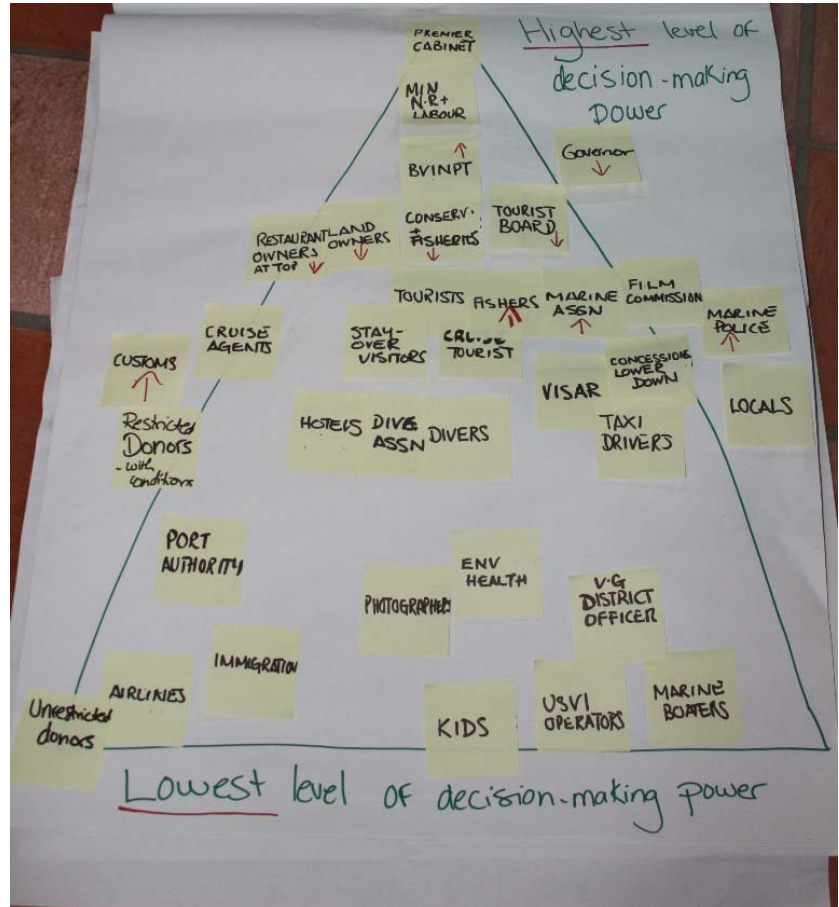 Highest level of
decision-making
power
PREMIER
CABINET
MIN
N.R+
LABOUR
BVINPT
Governor
RESTAURANT
OWNERS
AT TOP
LAND
OWNERS
CONSERV.
+
FISHERIES
TOURIST
BOARD
TOURISTS
FISHERS
MARINE
ASSN
FILM
COMMISSION
MARINE
POLICE
CUSTOMS
CRUISE
AGENTS
STAY-
OVER
VISITORS
CRUISE
TOURIST
VISAR
CONCESSIONS
LOWER
DOWN
LOCALS
Restricted
Donors
- with
conditions
HOTELS
DIVE
ASSN
DIVERS
TAXI
DRIVERS
PORT
AUTHORITY
PHOTOGRAPHERS
ENV
HEALTH
V.G
DISTRICT
OFFICER
IMMIGRATION
AIRLINES
Unrestricted
donors
KIDS
USVI
OPERATORS
MARINE
BOATERS
Lowest level of decision-making power